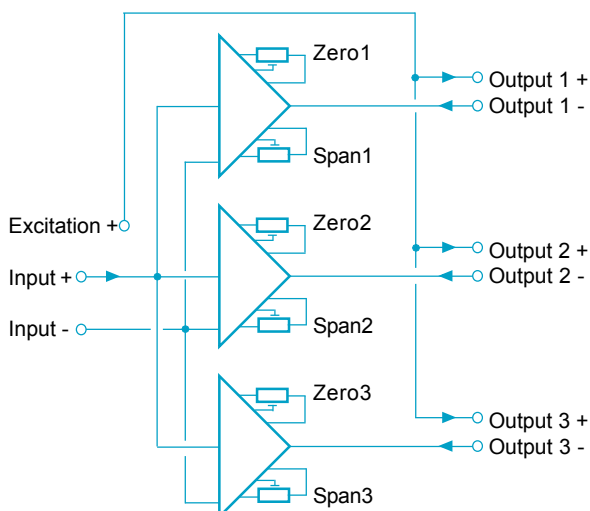 Zero1
Output 1 +
Output 1 -
Span1
Excitation +
Zero2
Output 2 +
Input +
Output 2 -
Input -
Span2
Zero3
Output 3 +
Output 3 -
Span3